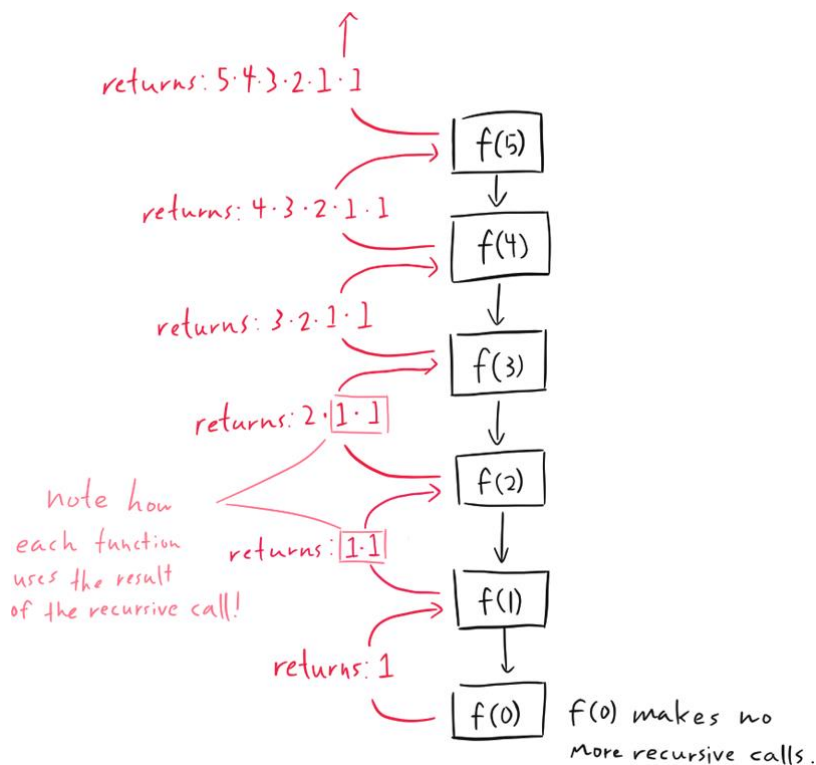 returns: 5·4·3·2·1·1
f(5)
returns: 4·3·2·1·1
f(4)
returns: 3·2·1·1
f(3)
returns: 2·1·1
f(2)
note how
each function
uses the result
of the recursive call!
returns: 1·1
f(1)
returns: 1
f(0)
f(0) makes no
more recursive calls.